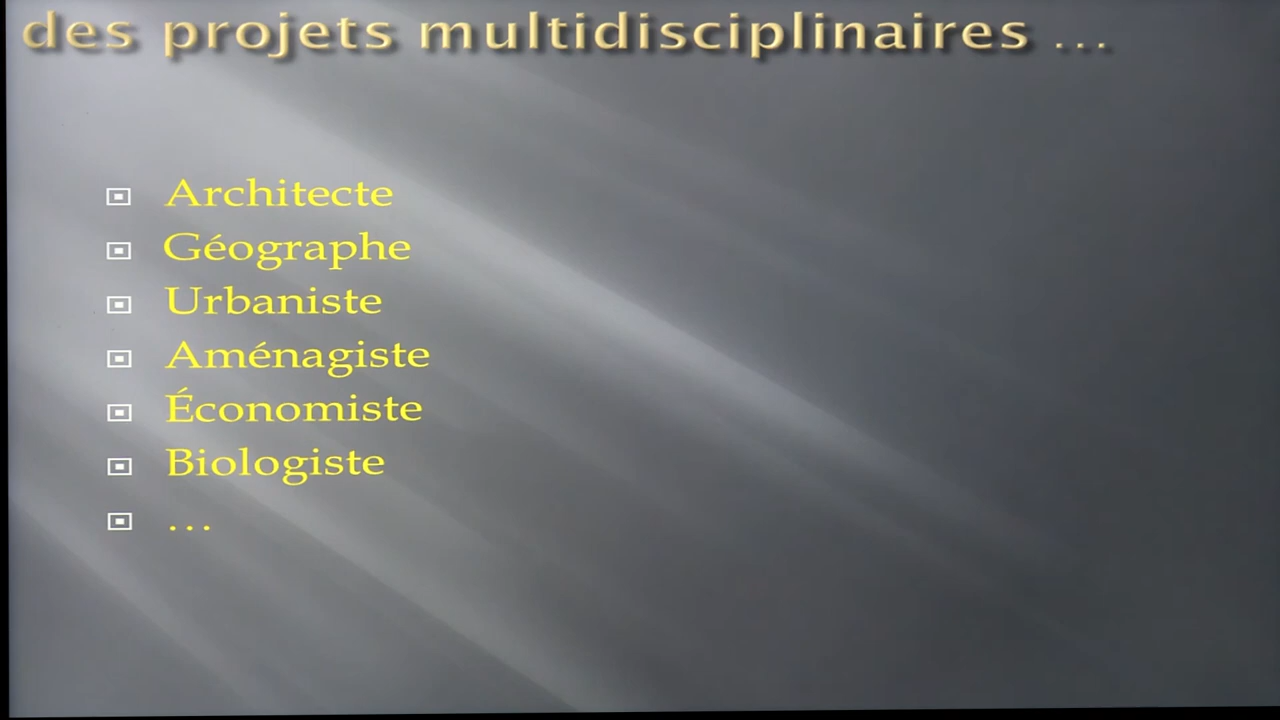 des projets multidisciplinaires ...
Architecte
Géographe
Urbaniste
Aménagiste
Économiste
Biologiste
...